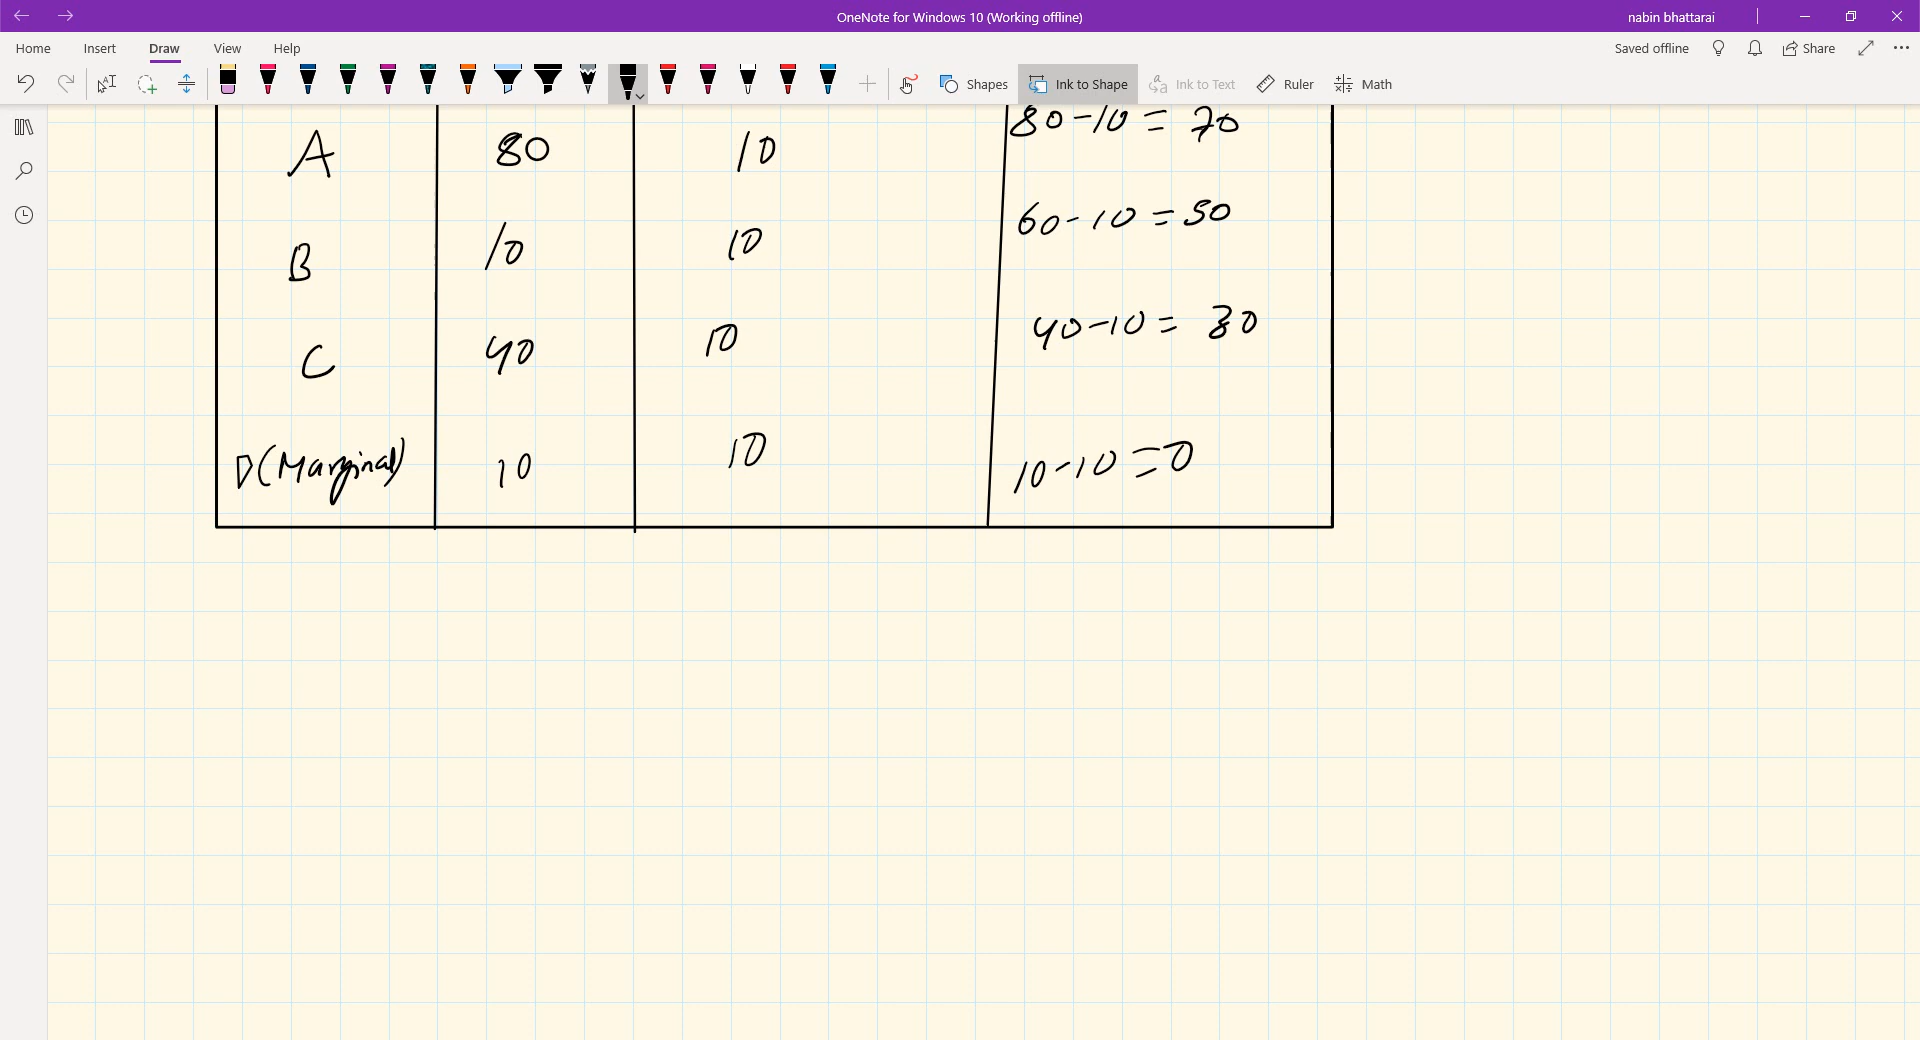 OneNote for Windows 10 (Working offline)
nabin bhattarai
Home Insert Draw View Help
Saved offline Share
Shapes Ink to Shape Ink to Text Ruler Math
A 80 10 80-10 = 70
B 10 10 60-10 = 50
C 40 10 40-10 = 30
D(Marginal) 10 10 10-10 = 0